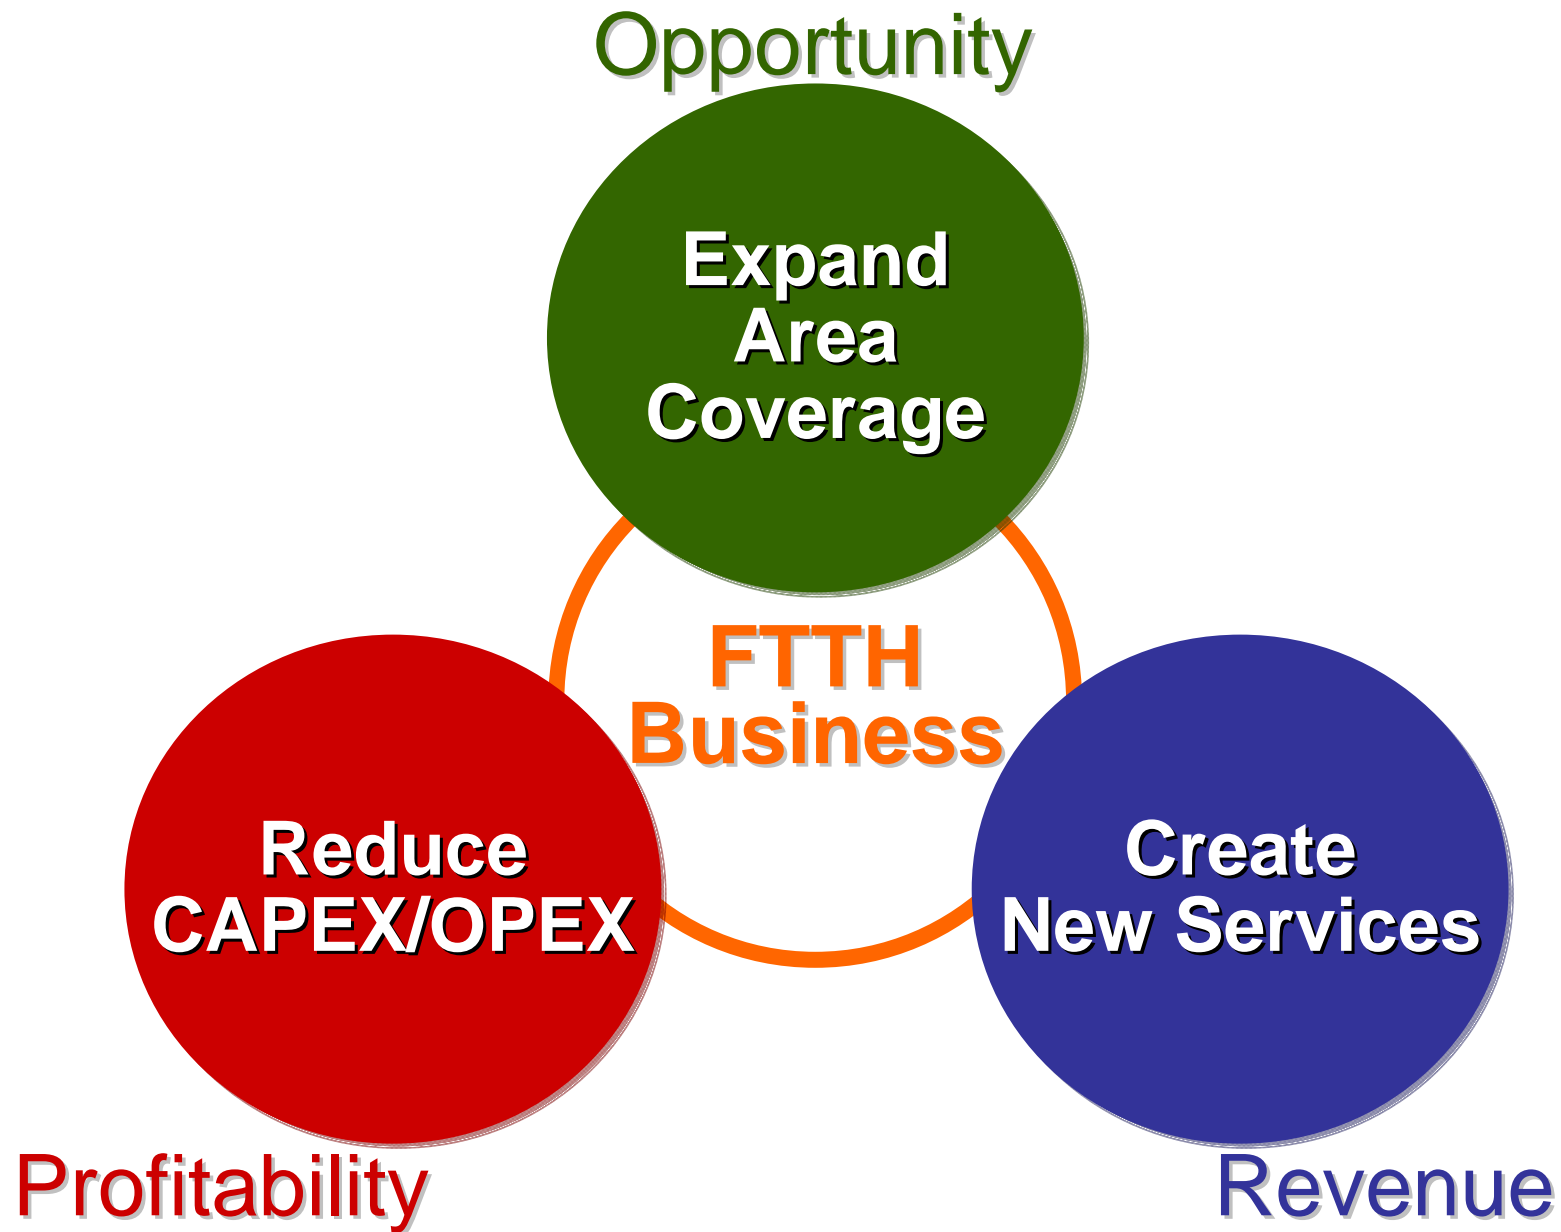 Opportunity
Expand
Area
Coverage
FTTH
Business
Reduce
CAPEX/OPEX
Create
New Services
Profitability
Revenue